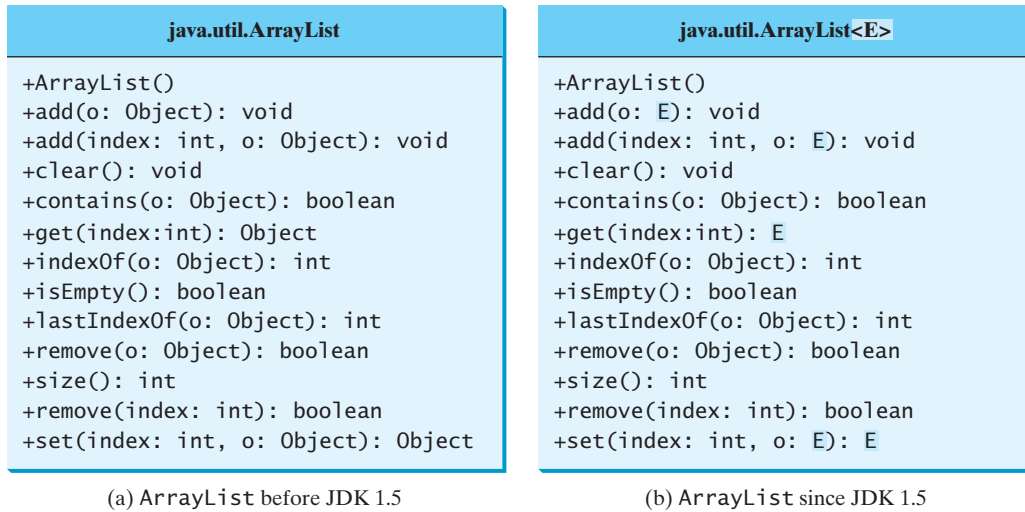 java.util.ArrayList
+ArrayList()
+add(o: Object): void
+add(index: int, o: Object): void
+clear(): void
+contains(o: Object): boolean
+get(index:int): Object
+indexOf(o: Object): int
+isEmpty(): boolean
+lastIndexOf(o: Object): int
+remove(o: Object): boolean
+size(): int
+remove(index: int): boolean
+set(index: int, o: Object): Object
(a) ArrayList before JDK 1.5
java.util.ArrayList<E>
+ArrayList()
+add(o: E): void
+add(index: int, o: E): void
+clear(): void
+contains(o: Object): boolean
+get(index:int): E
+indexOf(o: Object): int
+isEmpty(): boolean
+lastIndexOf(o: Object): int
+remove(o: Object): boolean
+size(): int
+remove(index: int): boolean
+set(index: int, o: E): E
(b) ArrayList since JDK 1.5